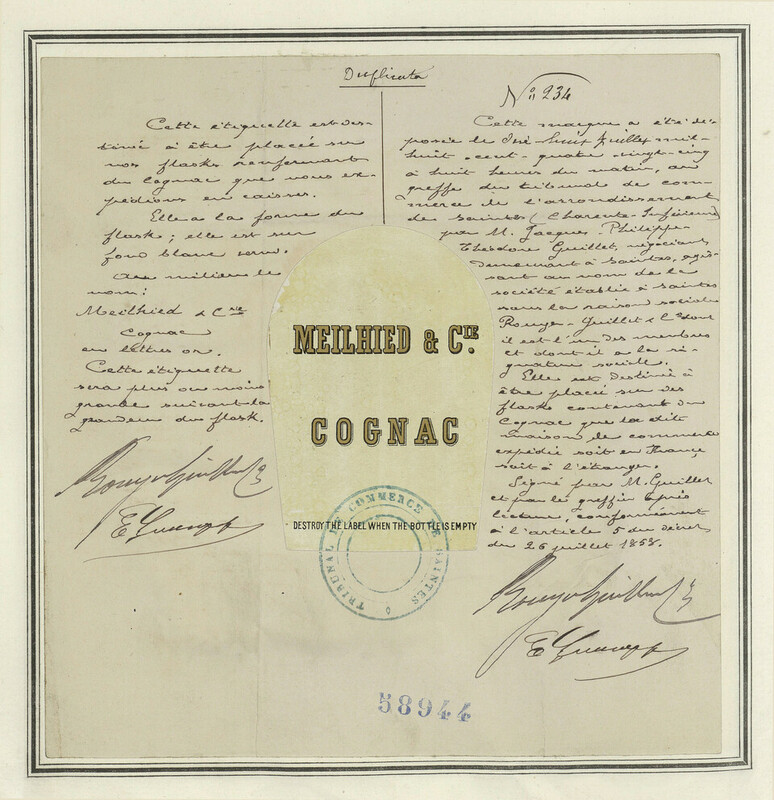 Duplicata
Cette étiquette est des-
tinée à être placée sur
nos flasks renfermant
du Cognac que nous ex-
pédions en caisses.
Elle a la forme du
flask; elle est sur
fond blanc verni.
Au milieu le
nom:
Meilhied & Cie
Cognac
en lettres or.
Cette étiquette
sera plus ou moins
grande suivant la
grandeur du flask.
Rouyer Guillet & Cie
MEILHIED & CIE.
COGNAC
DESTROY THE LABEL WHEN THE BOTTLE IS EMPTY
TRIBUNAL DE COMMERCE DE SAINTES
No 234
Cette marque a été dé-
posée le Juillet mil-
huit-cent-quatre-vingt-cinq
à huit heures du matin, au
greffe du tribunal de com-
merce de l'arrondissement
de Saintes (Charente-Inférieure)
par M. Jacques-Philippe-
Théodore Guillet, négociant,
demeurant à Saintes, agis-
sant au nom de la
société établie à Saintes
sous la raison sociale
Rouyer-Guillet & Cie dont
il est l'un des membres
et dont il a la si-
gnature sociale.
Elle est destinée à
être placée sur des
flasks contenant du
Cognac que la dite
maison de commerce
expédie soit en France
soit à l'étranger.
Signé par M. Guillet
et par le greffier après
lecture, conformément
à l'article 5 du décret
du 26 juillet 1858.
Rouyer Guillet & Cie
58944